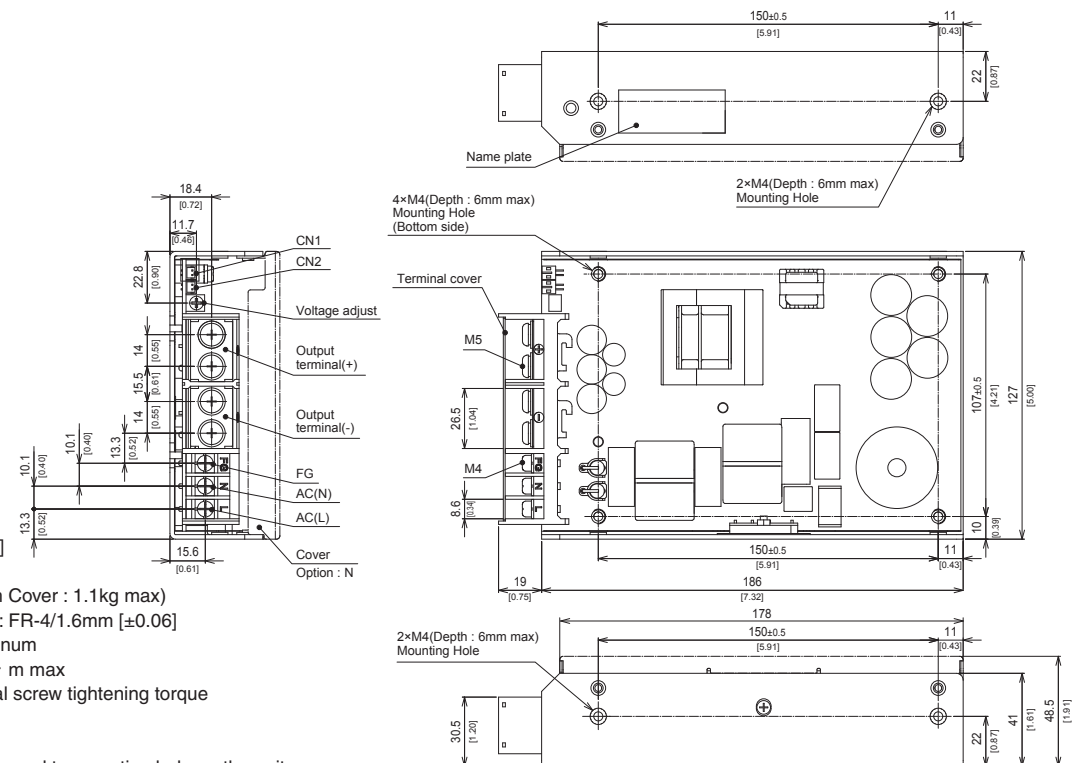 150±0.5
[5.91]
11
[0.43]
22
[0.87]
Name plate
2×M4(Depth : 6mm max)
Mounting Hole
4×M4(Depth : 6mm max)
Mounting Hole
(Bottom side)
18.4
[0.72]
11.7
[0.46]
22.8
[0.90]
14
[0.55]
15.5
[0.61]
14
[0.55]
13.3
[0.52]
10.1
[0.40]
10.1
[0.40]
13.3
[0.52]
15.6
[0.61]
CN1
CN2
Voltage adjust
Output
terminal(+)
Output
terminal(-)
FG
AC(N)
AC(L)
Cover
Option : N
FG
N
L
Terminal cover
M5
26.5
[1.04]
M4
8.6
[0.34]
FG
N
L
107±0.5
[4.21]
127
[5.00]
10
[0.39]
150±0.5
[5.91]
11
[0.43]
19
[0.75]
186
[7.32]
]
Cover : 1.1kg max)
: FR-4/1.6mm [±0.06]
m max
screw tightening torque
178
150±0.5
[5.91]
11
[0.43]
2×M4(Depth : 6mm max)
Mounting Hole
30.5
[1.20]
22
[0.87]
41
[1.61]
48.5
[1.91]